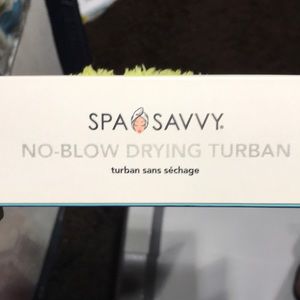 SPA SAVVY®
NO-BLOW DRYING TURBAN
turban sans séchage